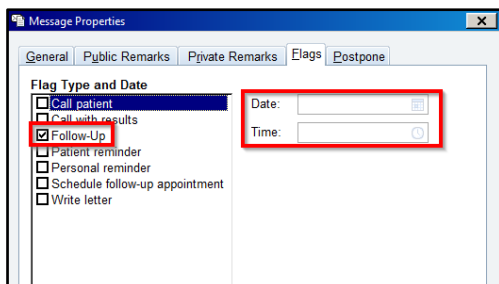 Message Properties
General Public Remarks Private Remarks Flags Postpone
Flag Type and Date
Call patient
Call with results
Follow-Up
Patient reminder
Personal reminder
Schedule follow-up appointment
Write letter
Date:
Time: